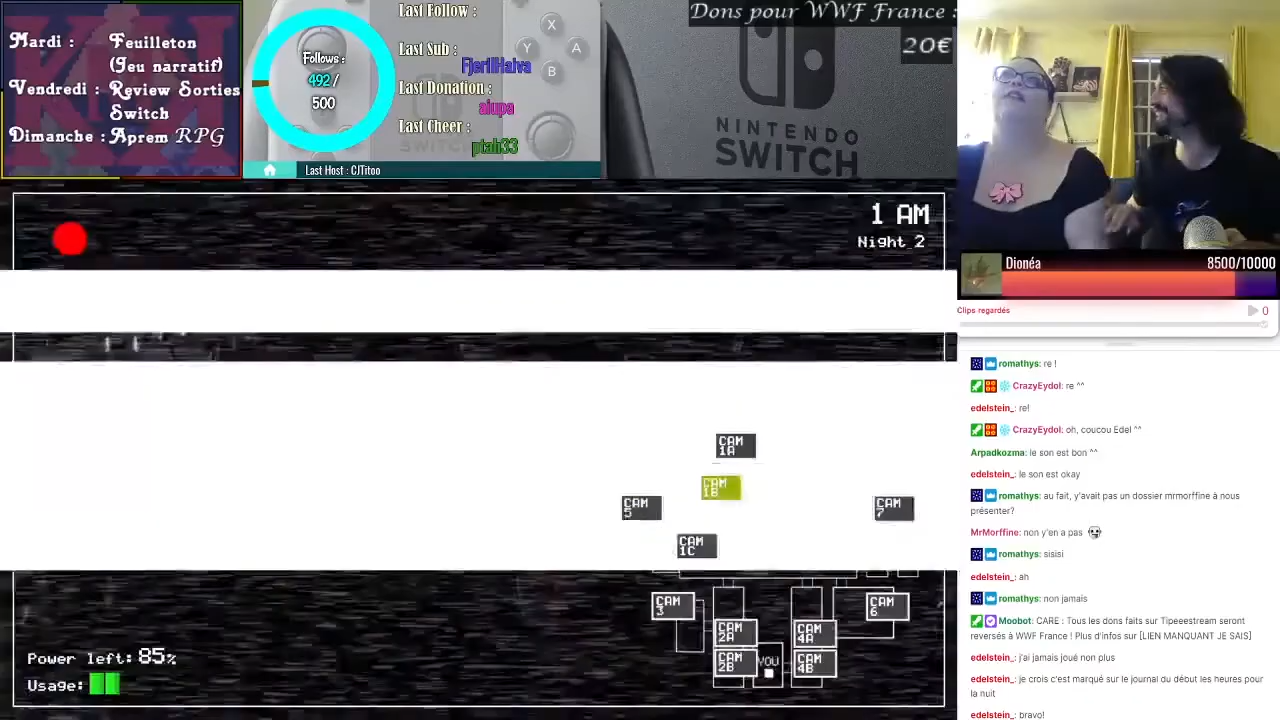 Mardi : Feuilleton
(Jeu narratif)
Vendredi : Review Sorties
Switch
Dimanche : Aprem RPG
Follows :
492/
500
Last Follow :
Last Sub :
FjerilHalva
Last Donation :
aiupa
Last Cheer :
ptah33
Last Host : CJTitoo
X
Y
A
B
NINTENDO
SWITCH
Dons pour WWF France :
20€
Dionéa 8500/10000
Clips regardés 0
1 AM
Night 2
CAM
1A
CAM
1B
CAM
5
CAM
7
CAM
1C
CAM
3
CAM
6
CAM
2A
CAM
4A
CAM
2B
YOU
CAM
4B
Power left: 85%
Usage:
romathys: re !
CrazyEydol: re ^^
edelstein_: re!
CrazyEydol: oh, coucou Edel ^^
Arpadkozma: le son est bon ^^
edelstein_: le son est okay
romathys: au fait, y'avait pas un dossier mrmorffine à nous
présenter?
MrMorffine: non y'en a pas
romathys: sisisi
edelstein_: ah
romathys: non jamais
Moobot: CARE : Tous les dons faits sur Tipeeestream seront
reversés à WWF France ! Plus d'infos sur [LIEN MANQUANT JE SAIS]
edelstein_: j'ai jamais joué non plus
edelstein_: je crois c'est marqué sur le journal du début les heures pour
la nuit
edelstein_: bravo!